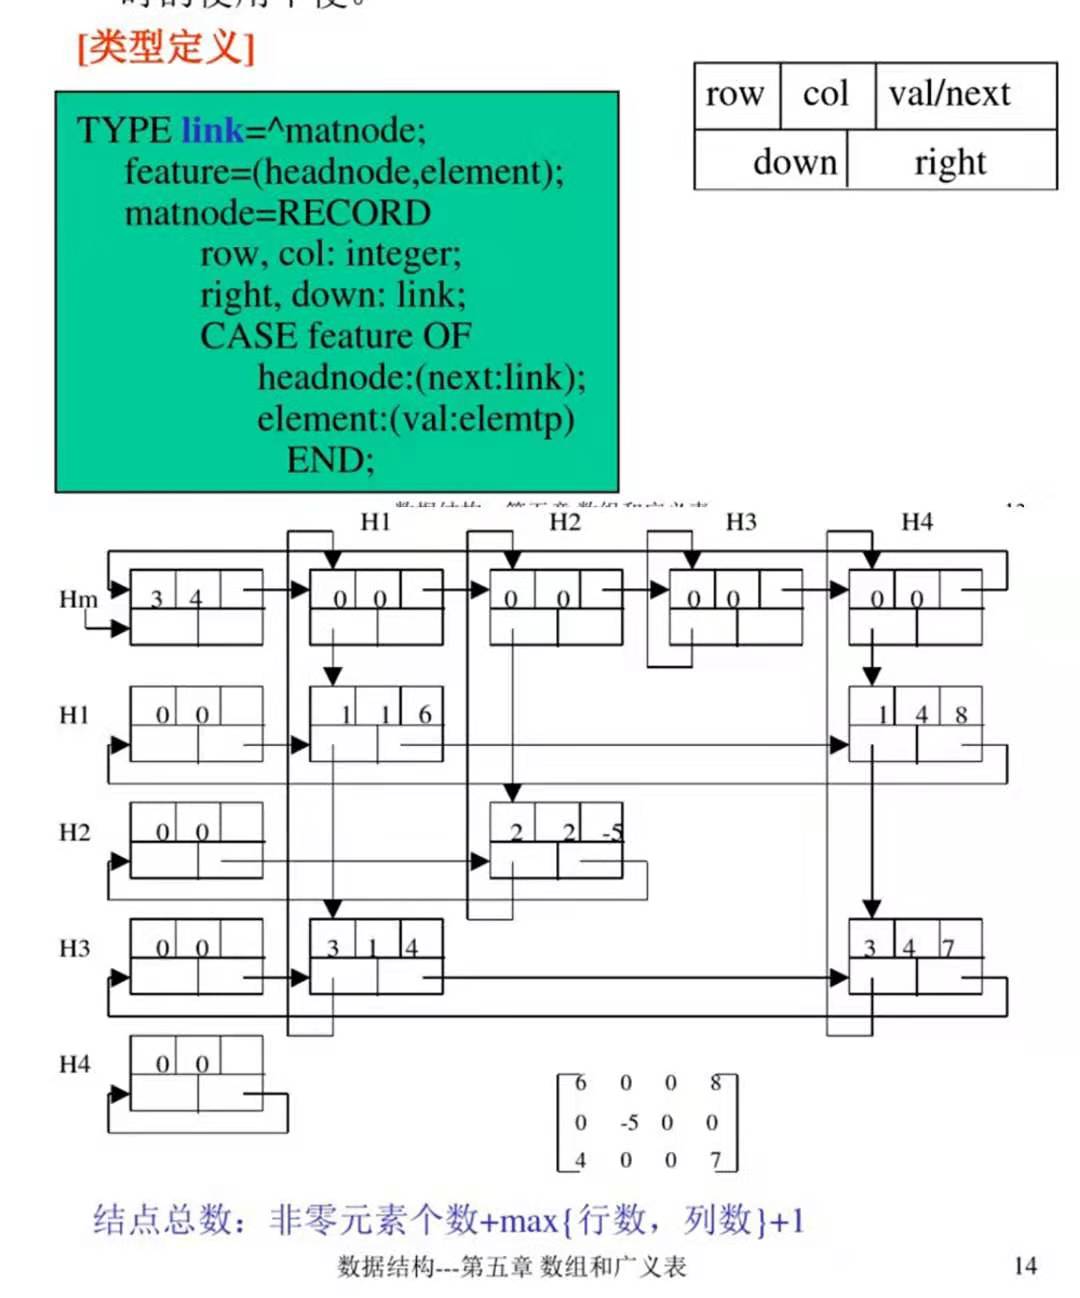 [类型定义]
TYPE link=^matnode;
feature=(headnode,element);
matnode=RECORD
row, col: integer;
right, down: link;
CASE feature OF
headnode:(next:link);
element:(val:elemtp)
END;
row col val/next
down right
H1 H2 H3 H4
Hm 3 4 0 0 0 0 0 0 0 0
H1 0 0 1 1 6 1 4 8
H2 0 0 2 2 -5
H3 0 0 3 1 4 3 4 7
H4 0 0
6 0 0 8
0 -5 0 0
4 0 0 7
结点总数：非零元素个数+max{行数，列数}+1
数据结构---第五章 数组和广义表 14